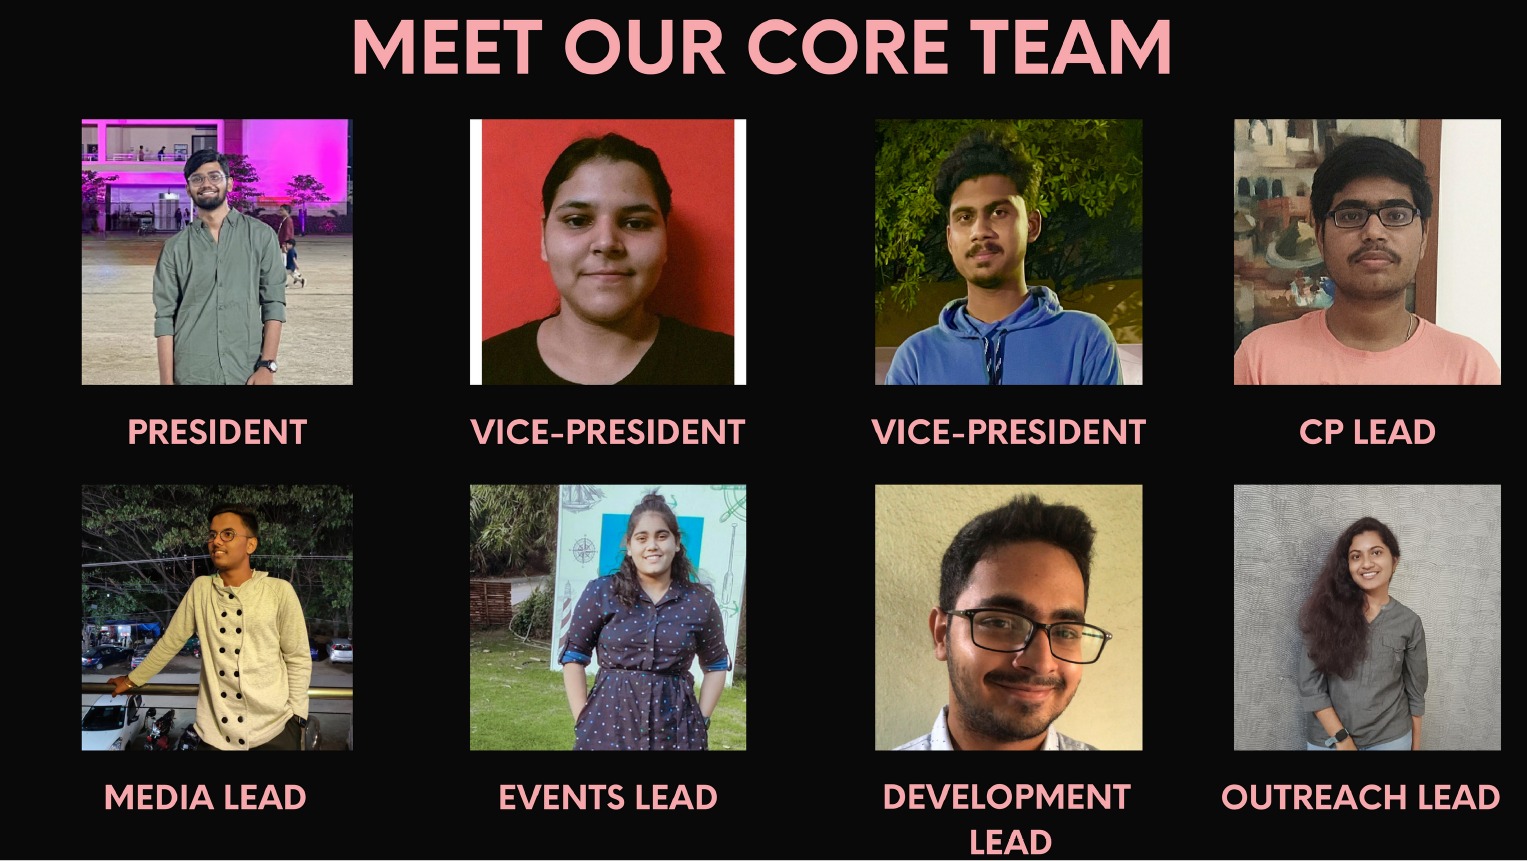 MEET OUR CORE TEAM
PRESIDENT
VICE-PRESIDENT
VICE-PRESIDENT
CP LEAD
MEDIA LEAD
EVENTS LEAD
DEVELOPMENT
LEAD
OUTREACH LEAD